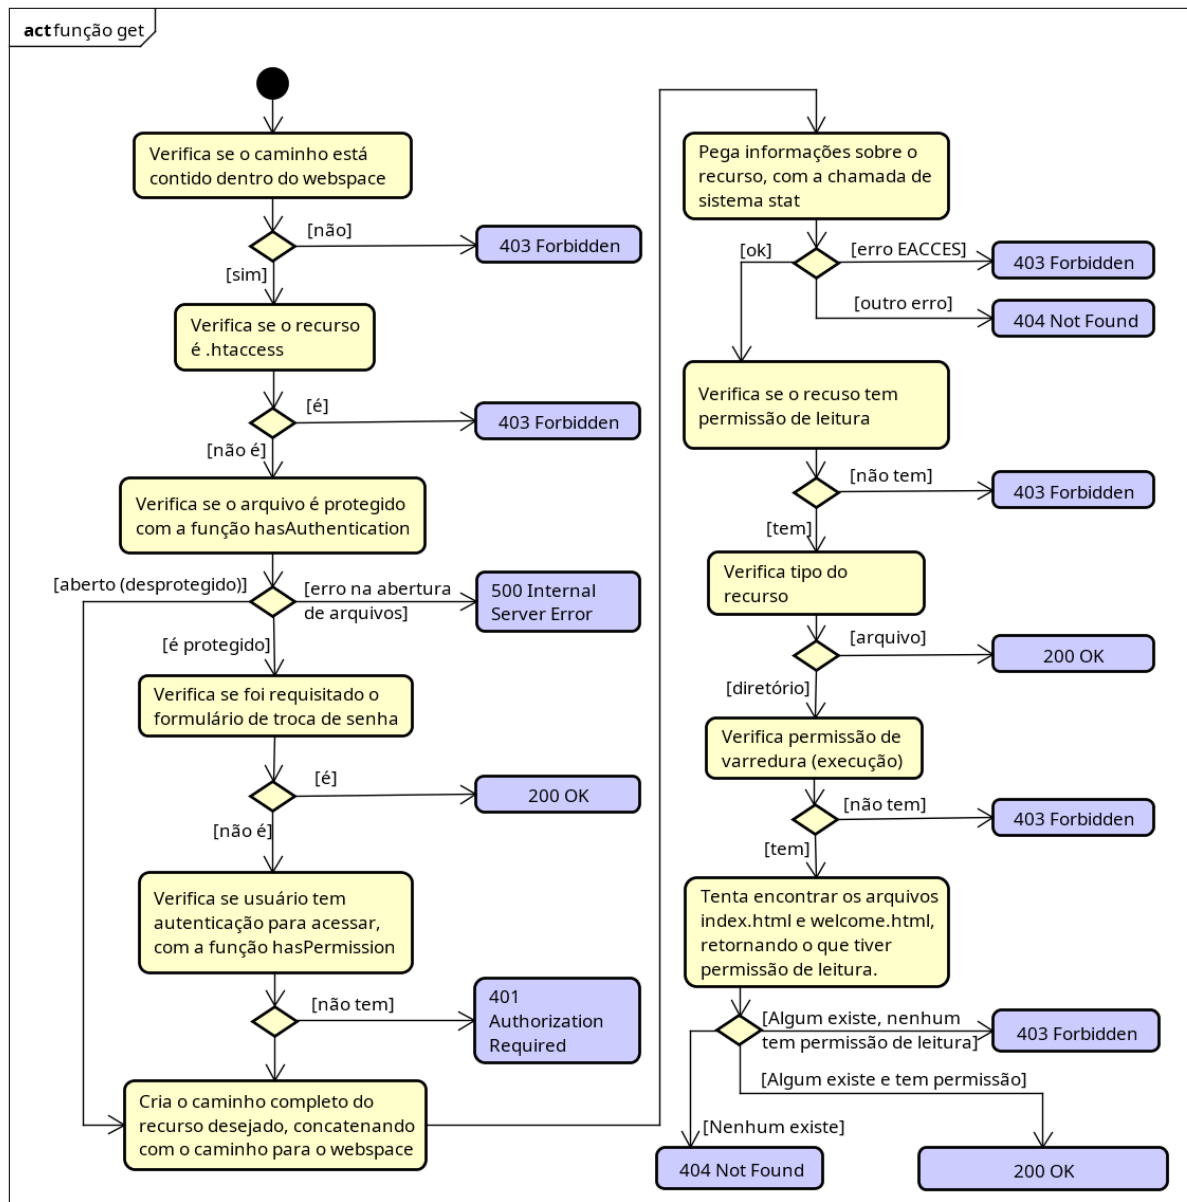 act função get
Verifica se o caminho está
contido dentro do webspace
[não]
403 Forbidden
[sim]
Verifica se o recurso
é .htaccess
[é]
403 Forbidden
[não é]
Verifica se o arquivo é protegido
com a função hasAuthentication
[aberto (desprotegido)]
[erro na abertura
de arquivos]
500 Internal
Server Error
[é protegido]
Verifica se foi requisitado o
formulário de troca de senha
[é]
200 OK
[não é]
Verifica se usuário tem
autenticação para acessar,
com a função hasPermission
[não tem]
401
Authorization
Required
Cria o caminho completo do
recurso desejado, concatenando
com o caminho para o webspace
Pega informações sobre o
recurso, com a chamada de
sistema stat
[ok]
[erro EACCES]
403 Forbidden
[outro erro]
404 Not Found
Verifica se o recuso tem
permissão de leitura
[não tem]
403 Forbidden
[tem]
Verifica tipo do
recurso
[arquivo]
200 OK
[diretório]
Verifica permissão de
varredura (execução)
[não tem]
403 Forbidden
[tem]
Tenta encontrar os arquivos
index.html e welcome.html,
retornando o que tiver
permissão de leitura.
[Algum existe, nenhum
tem permissão de leitura]
403 Forbidden
[Algum existe e tem permissão]
[Nenhum existe]
404 Not Found
200 OK